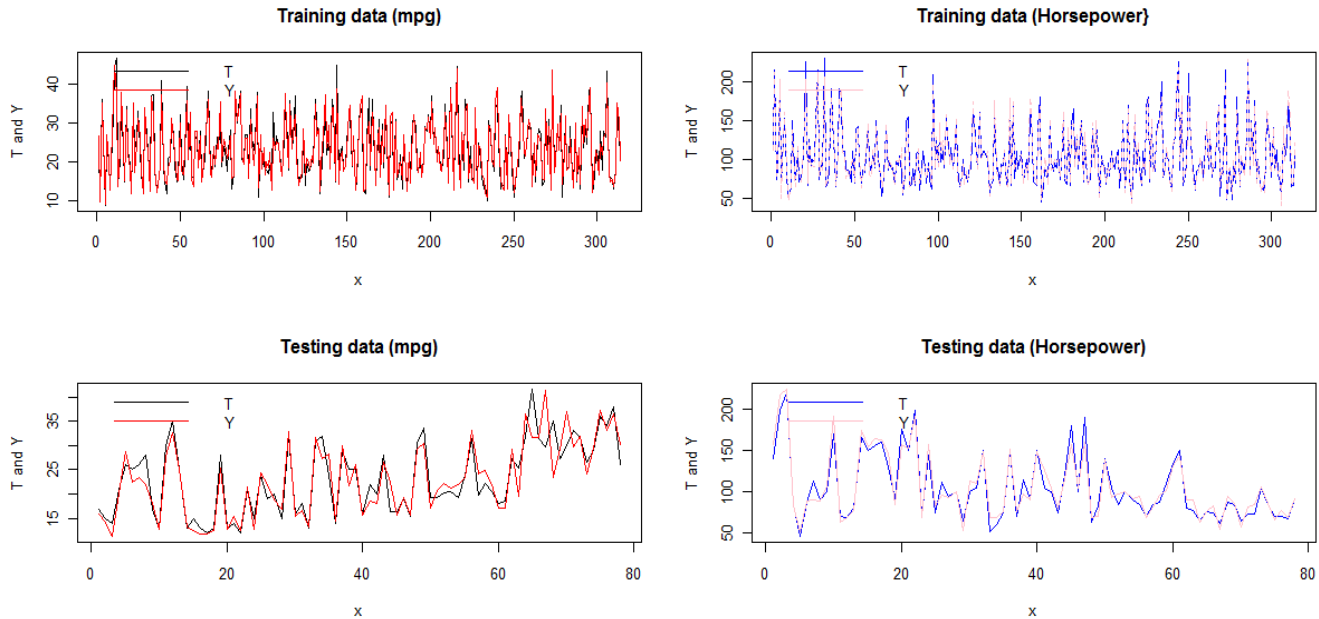 Training data (mpg)
T and Y
40
30
20
10
T
Y
0 50 100 150 200 250 300
x
Training data (Horsepower}
T and Y
200
150
100
50
T
Y
0 50 100 150 200 250 300
x
Testing data (mpg)
T and Y
35
25
15
T
Y
0 20 40 60 80
x
Testing data (Horsepower)
T and Y
200
150
100
50
T
Y
0 20 40 60 80
x